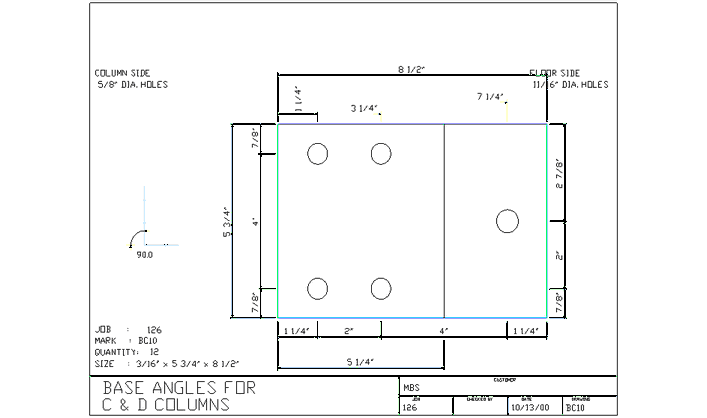 8 1/2"
COLUMN SIDE
5/8" DIA. HOLES
FLOOR SIDE
11/16" DIA. HOLES
1 1/4"
3 1/4"
7 1/4"
7/8"
4"
7/8"
5 3/4"
2 7/8"
2"
7/8"
90.0
1 1/4"
2"
4"
1 1/4"
5 1/4"
JOB : 126
MARK : BC10
QUANTITY: 12
SIZE : 3/16" x 5 3/4" x 8 1/2"
BASE ANGLES FOR
C & D COLUMNS
CUSTOMER
MBS
JOB
CHECKED BY
DATE
DRAWING
126
10/13/00
BC10